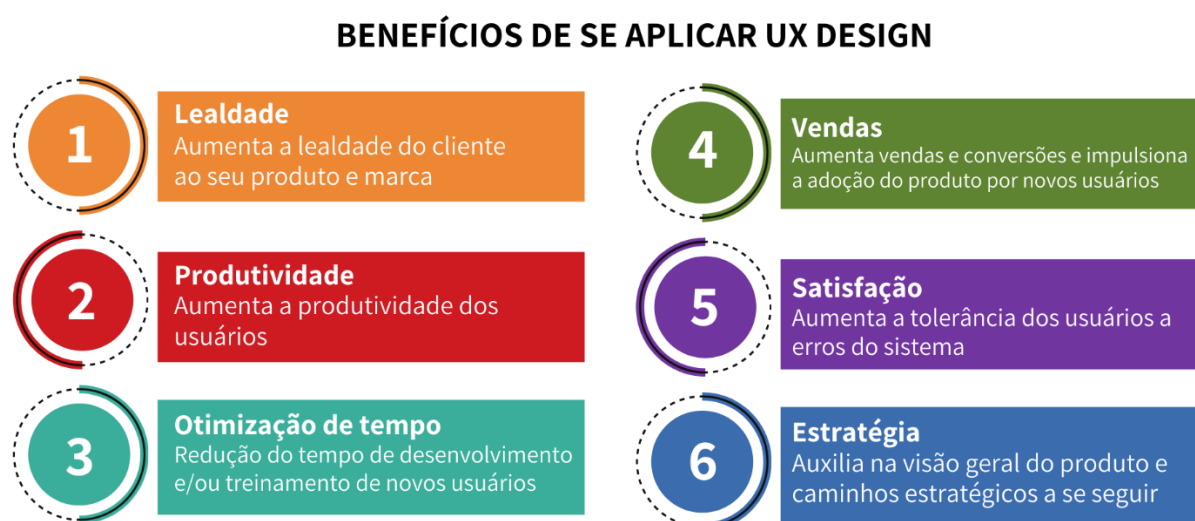 BENEFÍCIOS DE SE APLICAR UX DESIGN
1
Lealdade
Aumenta a lealdade do cliente
ao seu produto e marca
2
Produtividade
Aumenta a produtividade dos
usuários
3
Otimização de tempo
Redução do tempo de desenvolvimento
e/ou treinamento de novos usuários
4
Vendas
Aumenta vendas e conversões e impulsiona
a adoção do produto por novos usuários
5
Satisfação
Aumenta a tolerância dos usuários a
erros do sistema
6
Estratégia
Auxilia na visão geral do produto e
caminhos estratégicos a se seguir